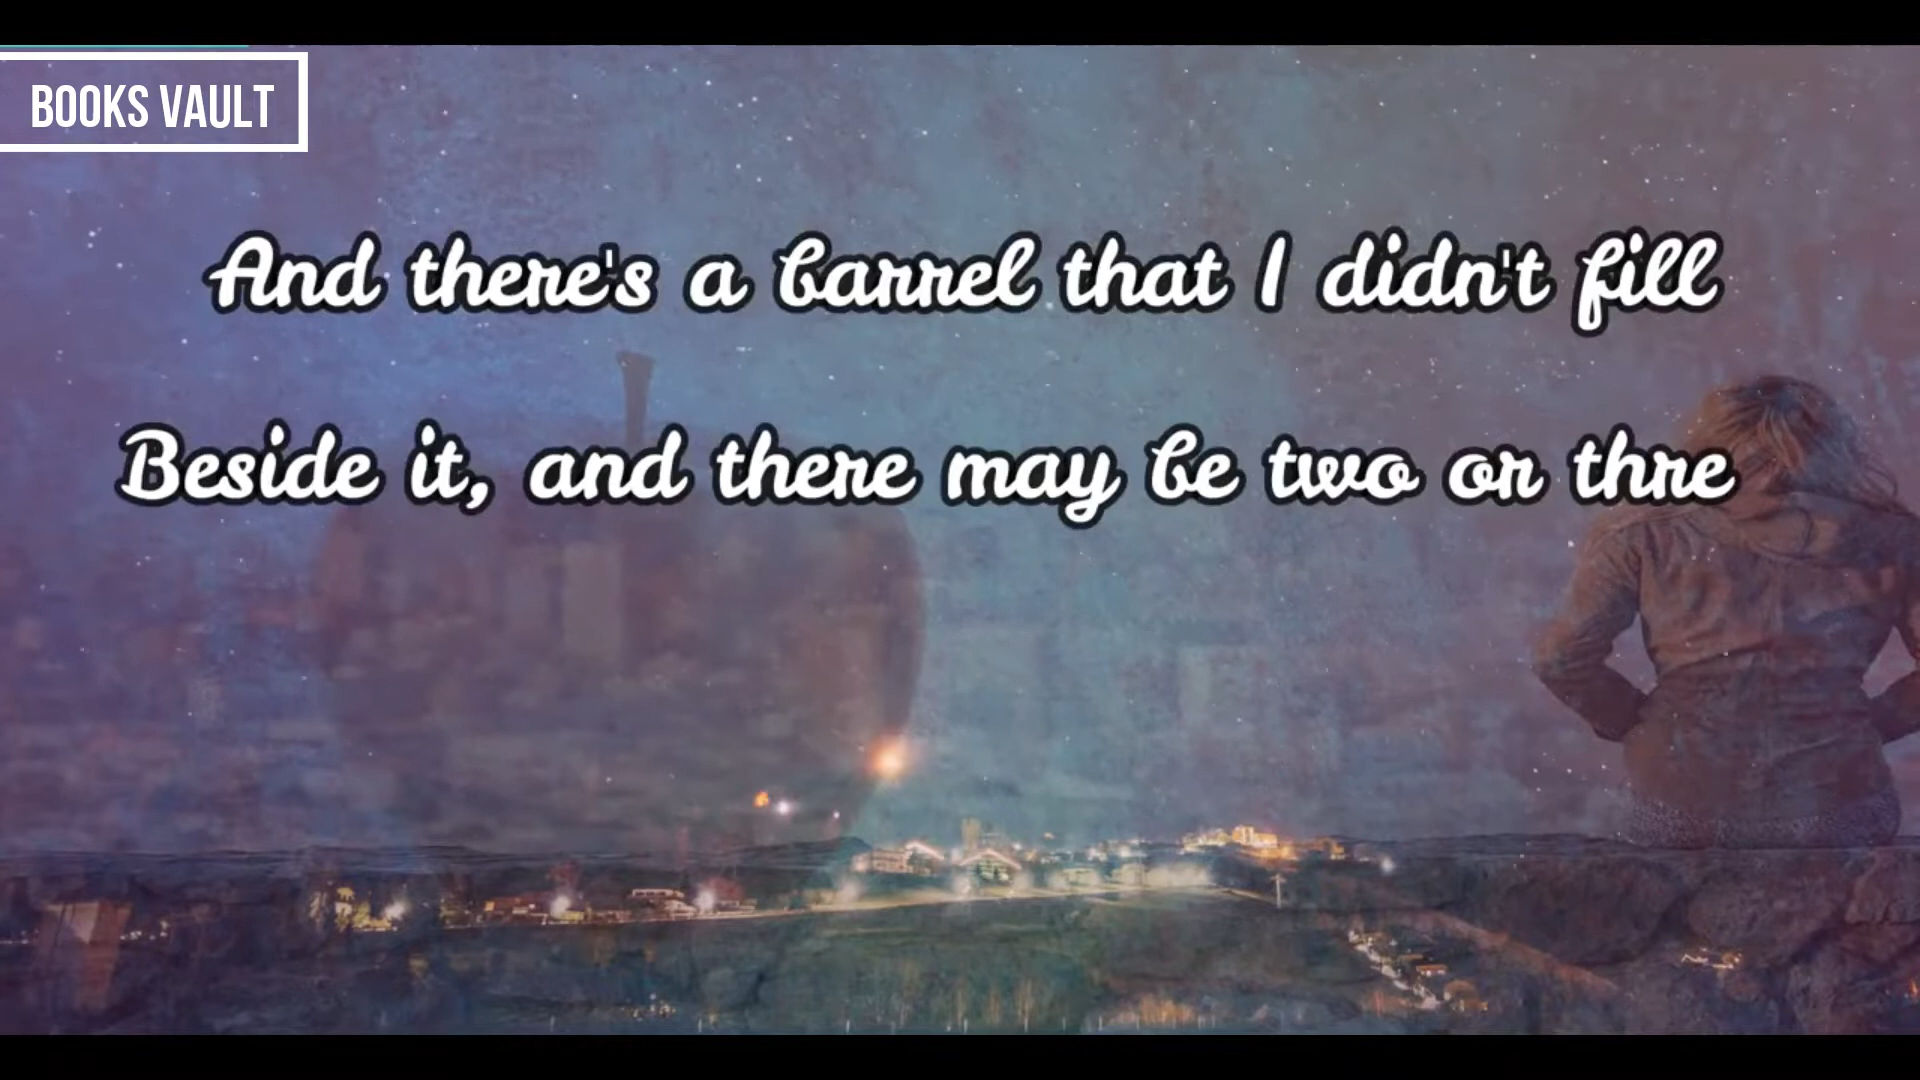 BOOKS VAULT
And there's a barrel that I didn't fill
Beside it, and there may be two or thre